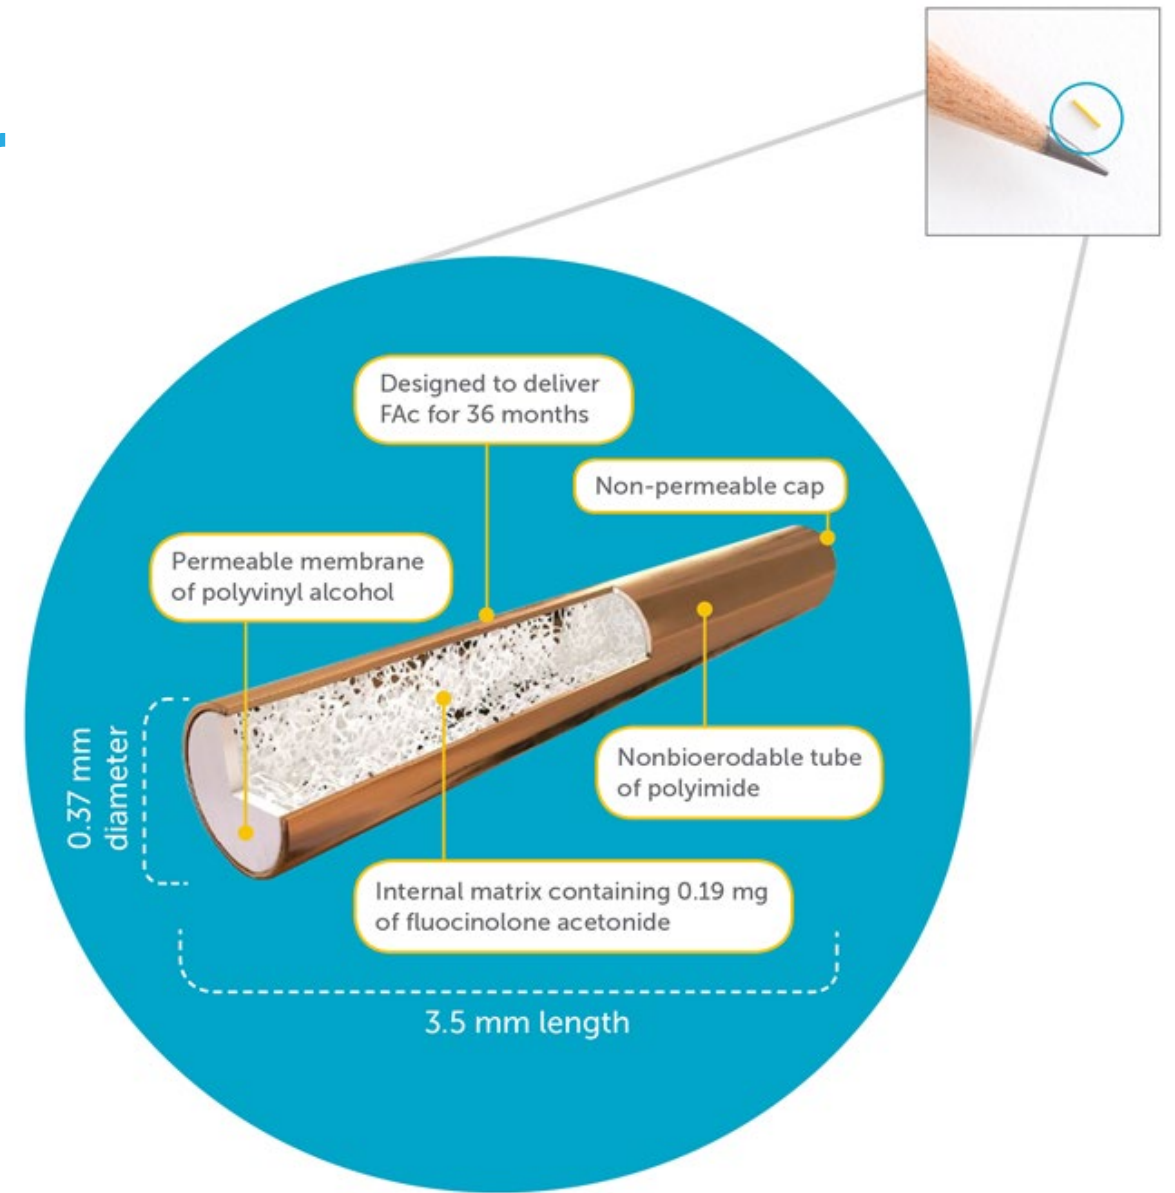 Designed to deliver
FAc for 36 months
Non-permeable cap
Permeable membrane
of polyvinyl alcohol
0.37 mm
diameter
Nonbioerodable tube
of polyimide
Internal matrix containing 0.19 mg
of fluocinolone acetonide
3.5 mm length